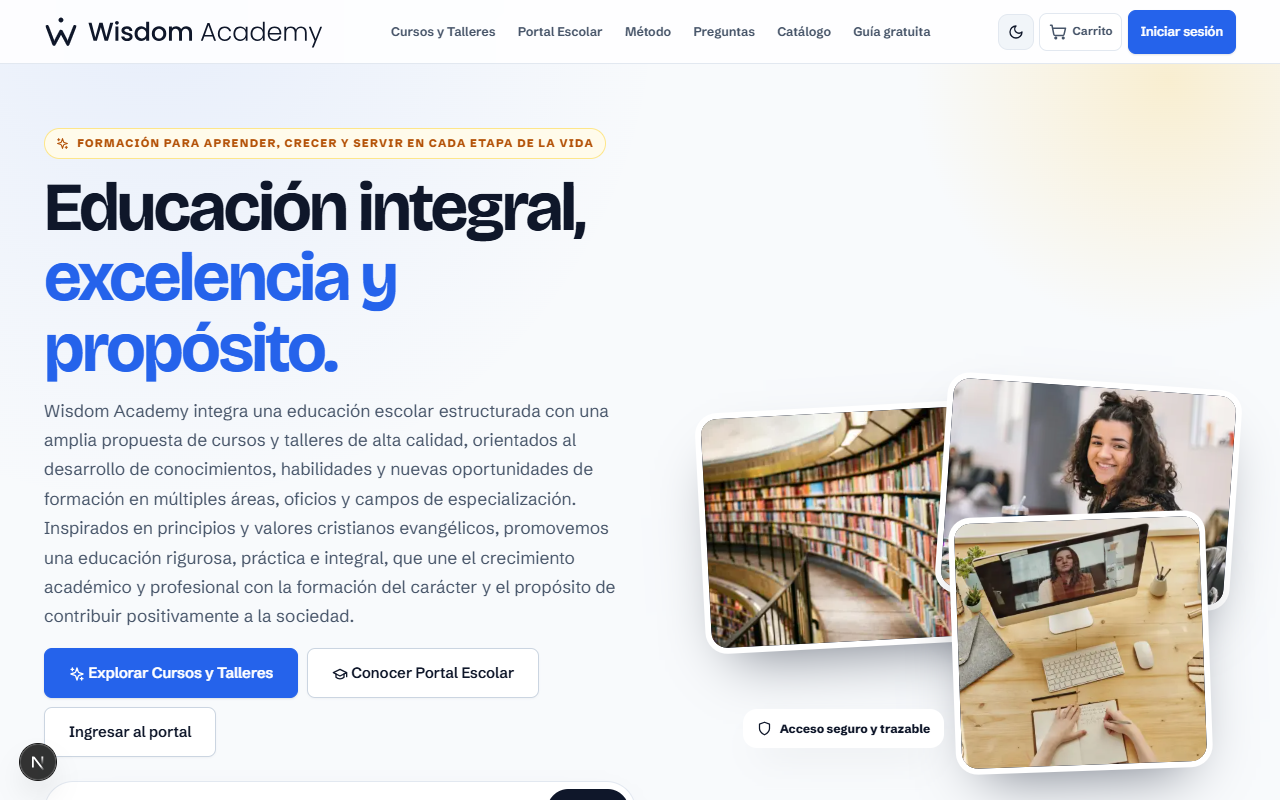 Wisdom Academy
Cursos y Talleres
Portal Escolar
Método
Preguntas
Catálogo
Guía gratuita
Carrito
Iniciar sesión
FORMACIÓN PARA APRENDER, CRECER Y SERVIR EN CADA ETAPA DE LA VIDA
Educación integral,
excelencia y
propósito.
Wisdom Academy integra una educación escolar estructurada con una
amplia propuesta de cursos y talleres de alta calidad, orientados al
desarrollo de conocimientos, habilidades y nuevas oportunidades de
formación en múltiples áreas, oficios y campos de especialización.
Inspirados en principios y valores cristianos evangélicos, promovemos
una educación rigurosa, práctica e integral, que une el crecimiento
académico y profesional con la formación del carácter y el propósito de
contribuir positivamente a la sociedad.
Explorar Cursos y Talleres
Conocer Portal Escolar
Ingresar al portal
N
Acceso seguro y trazable